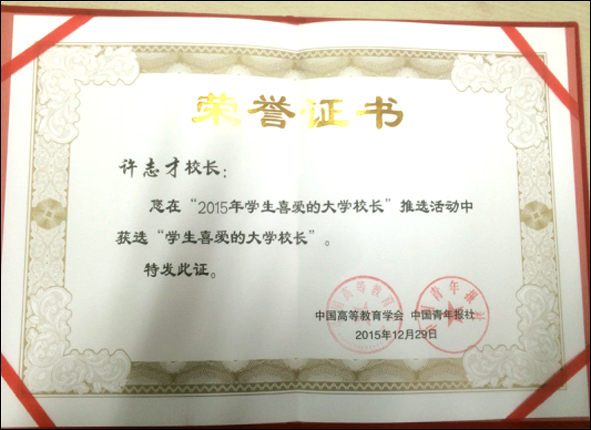 荣誉证书
许志才校长：
您在“2015年学生喜爱的大学校长”推选活动中
获选“学生喜爱的大学校长”。
特发此证。
中国高等教育学会 中国青年报社
2015年12月29日